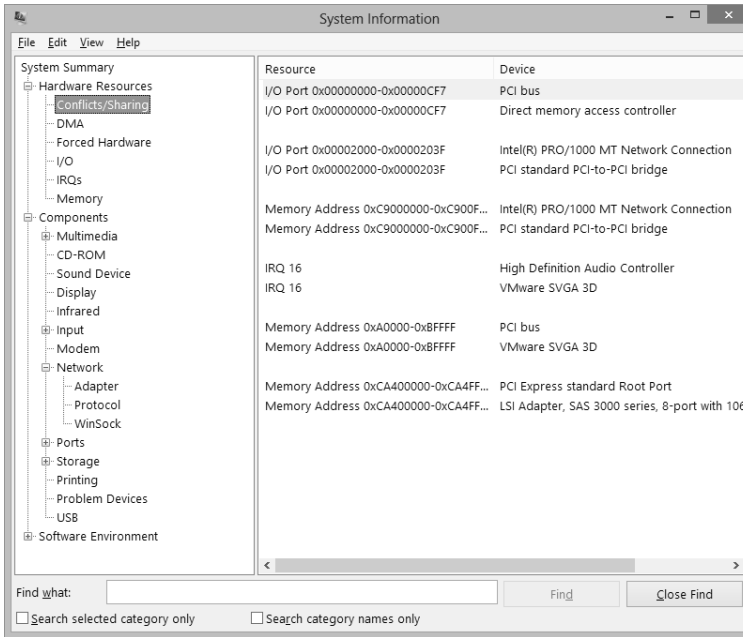 System Information
File Edit View Help
System Summary
Hardware Resources
Conflicts/Sharing
DMA
Forced Hardware
I/O
IRQs
Memory
Components
Multimedia
CD-ROM
Sound Device
Display
Infrared
Input
Modem
Network
Adapter
Protocol
WinSock
Ports
Storage
Printing
Problem Devices
USB
Software Environment
Resource Device
I/O Port 0x00000000-0x00000CF7 PCI bus
I/O Port 0x00000000-0x00000CF7 Direct memory access controller
I/O Port 0x00002000-0x0000203F Intel(R) PRO/1000 MT Network Connection
I/O Port 0x00002000-0x0000203F PCI standard PCI-to-PCI bridge
Memory Address 0xC9000000-0xC900F... Intel(R) PRO/1000 MT Network Connection
Memory Address 0xC9000000-0xC900F... PCI standard PCI-to-PCI bridge
IRQ 16 High Definition Audio Controller
IRQ 16 VMware SVGA 3D
Memory Address 0xA0000-0xBFFFF PCI bus
Memory Address 0xA0000-0xBFFFF VMware SVGA 3D
Memory Address 0xCA400000-0xCA4FF... PCI Express standard Root Port
Memory Address 0xCA400000-0xCA4FF... LSI Adapter, SAS 3000 series, 8-port with 106
Find what: Find Close Find
Search selected category only Search category names only